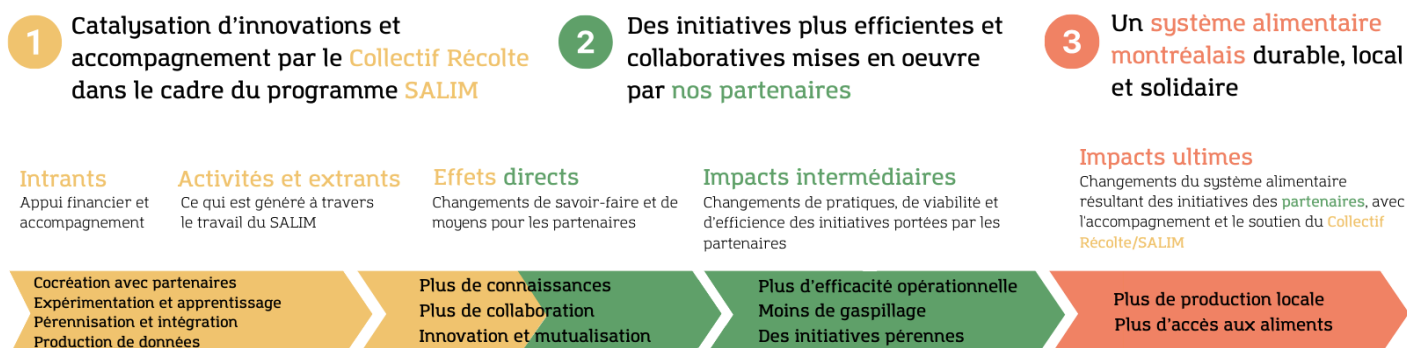 1
Catalysation d'innovations et
accompagnement par le Collectif Récolte
dans le cadre du programme SALIM
2
Des initiatives plus efficientes et
collaboratives mises en oeuvre
par nos partenaires
3
Un système alimentaire
montréalais durable, local
et solidaire
Intrants
Appui financier et
accompagnement
Activités et extrants
Ce qui est généré à travers
le travail du SALIM
Effets directs
Changements de savoir-faire et de
moyens pour les partenaires
Impacts intermédiaires
Changements de pratiques, de viabilité et
d'efficience des initiatives portées par les
partenaires
Impacts ultimes
Changements du système alimentaire
résultant des initiatives des partenaires, avec
l'accompagnement et le soutien du Collectif
Récolte/SALIM
Cocréation avec partenaires
Expérimentation et apprentissage
Pérennisation et intégration
Production de données
Plus de connaissances
Plus de collaboration
Innovation et mutualisation
Plus d'efficacité opérationnelle
Moins de gaspillage
Des initiatives pérennes
Plus de production locale
Plus d'accès aux aliments